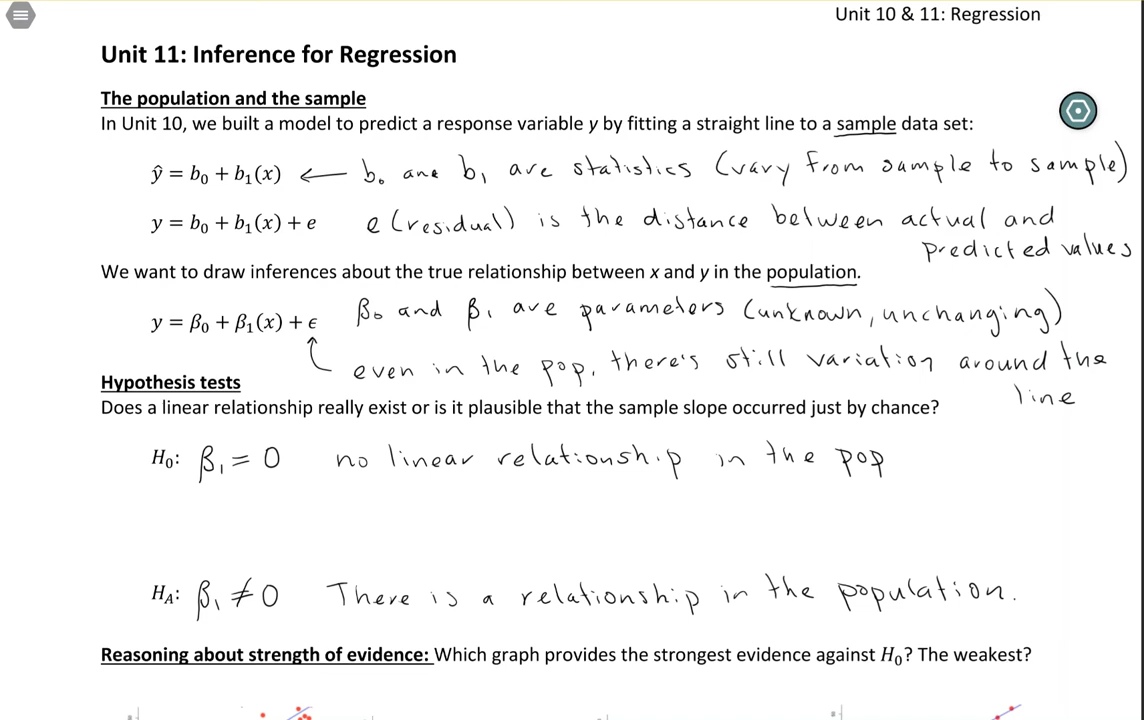 Unit 10 & 11: Regression
Unit 11: Inference for Regression
The population and the sample
In Unit 10, we built a model to predict a response variable y by fitting a straight line to a sample data set:
ŷ = b₀ + b₁(x) ← b₀ and b₁ are statistics (vary from sample to sample)
y = b₀ + b₁(x) + e e (residual) is the distance between actual and
predicted values
We want to draw inferences about the true relationship between x and y in the population.
y = β₀ + β₁(x) + ϵ β₀ and β₁ are parameters (unknown, unchanging)
even in the pop, there's still variation around the
line
Hypothesis tests
Does a linear relationship really exist or is it plausible that the sample slope occurred just by chance?
H₀: β₁ = 0 no linear relationship in the pop
H_A: β₁ ≠ 0 There is a relationship in the population.
Reasoning about strength of evidence: Which graph provides the strongest evidence against H₀? The weakest?